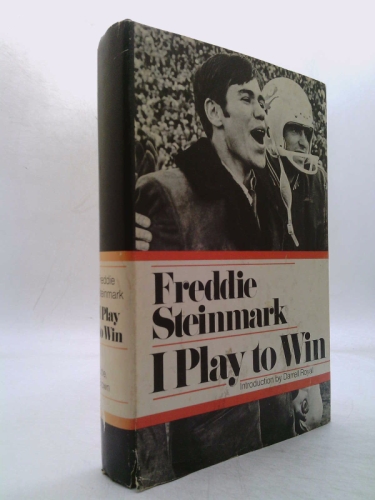 Freddie
Steinmark
I Play to Win
Introduction by Darrell Royal
Freddie
Steinmark
I Play
to Win